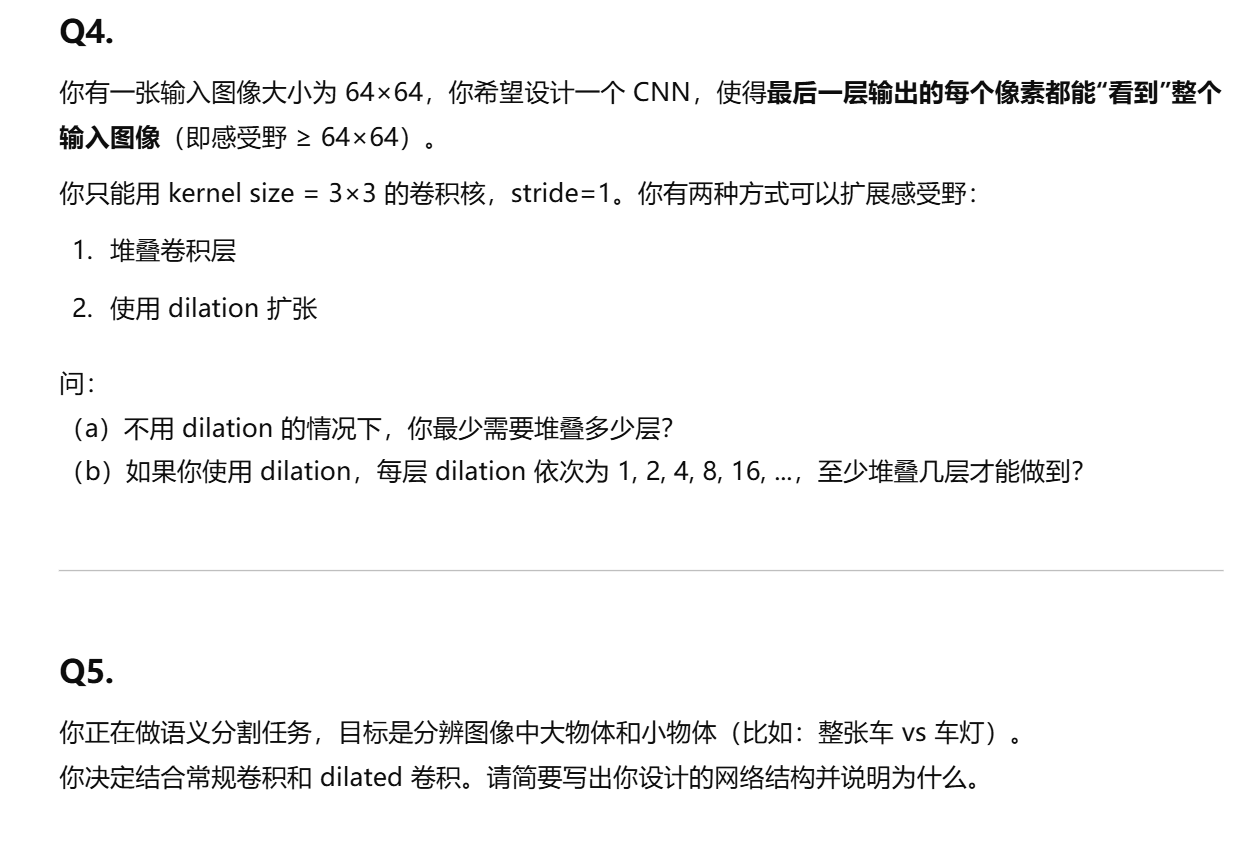 Q4.
你有一张输入图像大小为 64×64，你希望设计一个 CNN，使得最后一层输出的每个像素都能“看到”整个
输入图像（即感受野 ≥ 64×64）。
你只能用 kernel size = 3×3 的卷积核，stride=1。你有两种方式可以扩展感受野：
1. 堆叠卷积层
2. 使用 dilation 扩张
问：
（a）不用 dilation 的情况下，你最少需要堆叠多少层？
（b）如果你使用 dilation，每层 dilation 依次为 1, 2, 4, 8, 16, ...，至少堆叠几层才能做到？
Q5.
你正在做语义分割任务，目标是分辨图像中大物体和小物体（比如：整张车 vs 车灯）。
你决定结合常规卷积和 dilated 卷积。请简要写出你设计的网络结构并说明为什么。